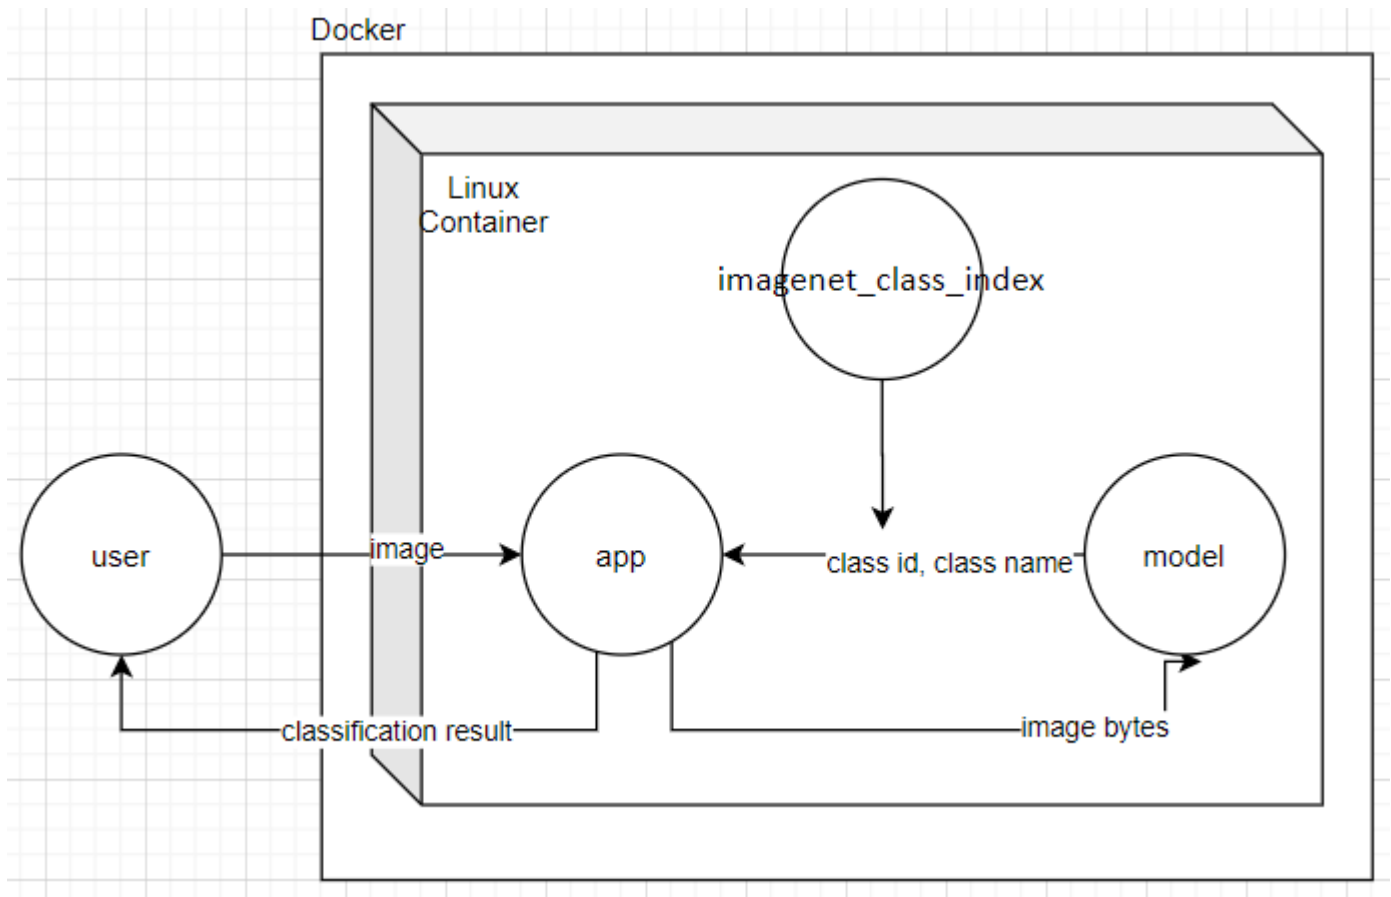 Docker
Linux
Container
imagenet_class_index
user
image
app
class id, class name
model
classification result
image bytes